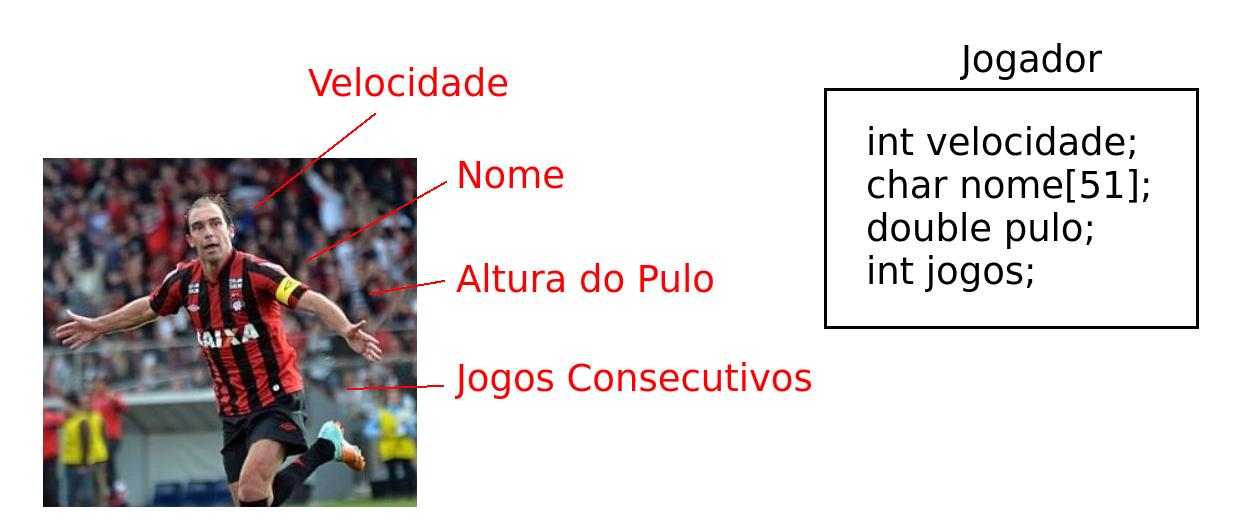 Velocidade
Nome
Altura do Pulo
Jogos Consecutivos
CAIXA
Jogador
int velocidade;
char nome[51];
double pulo;
int jogos;